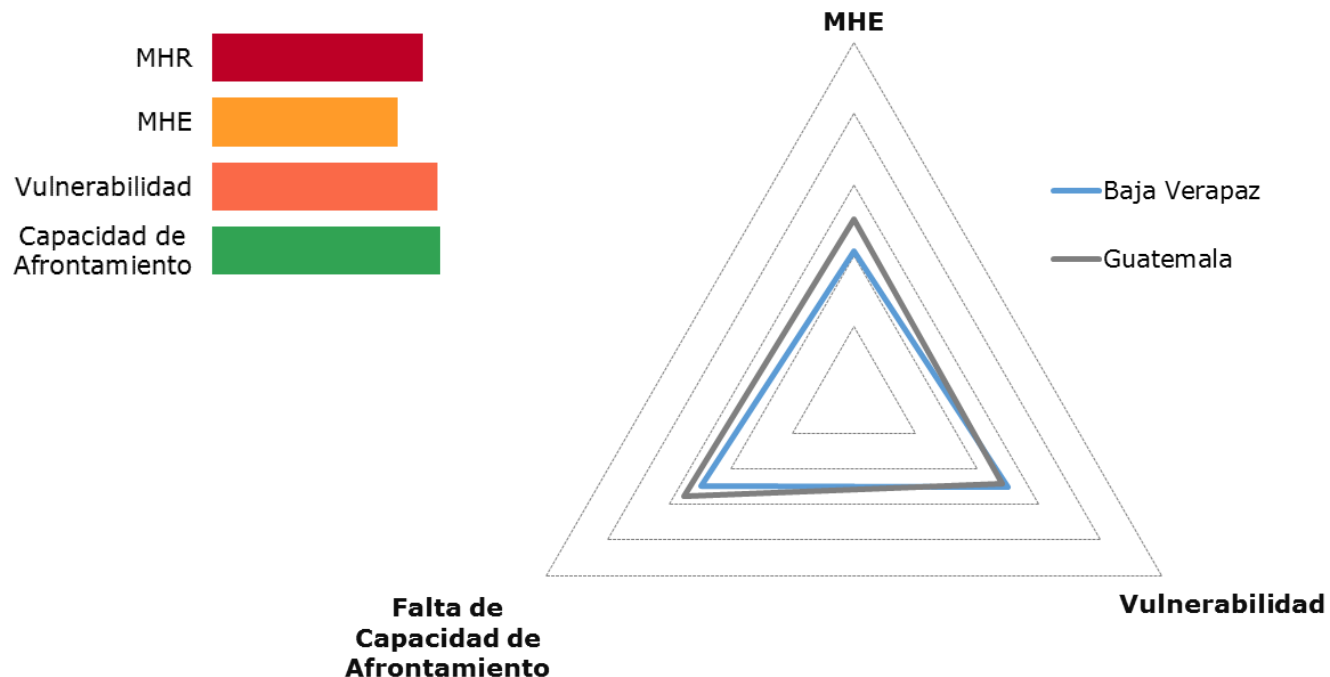 MHR
MHE
Vulnerabilidad
Capacidad de
Afrontamiento
MHE
Baja Verapaz
Guatemala
Falta de
Capacidad de
Afrontamiento
Vulnerabilidad